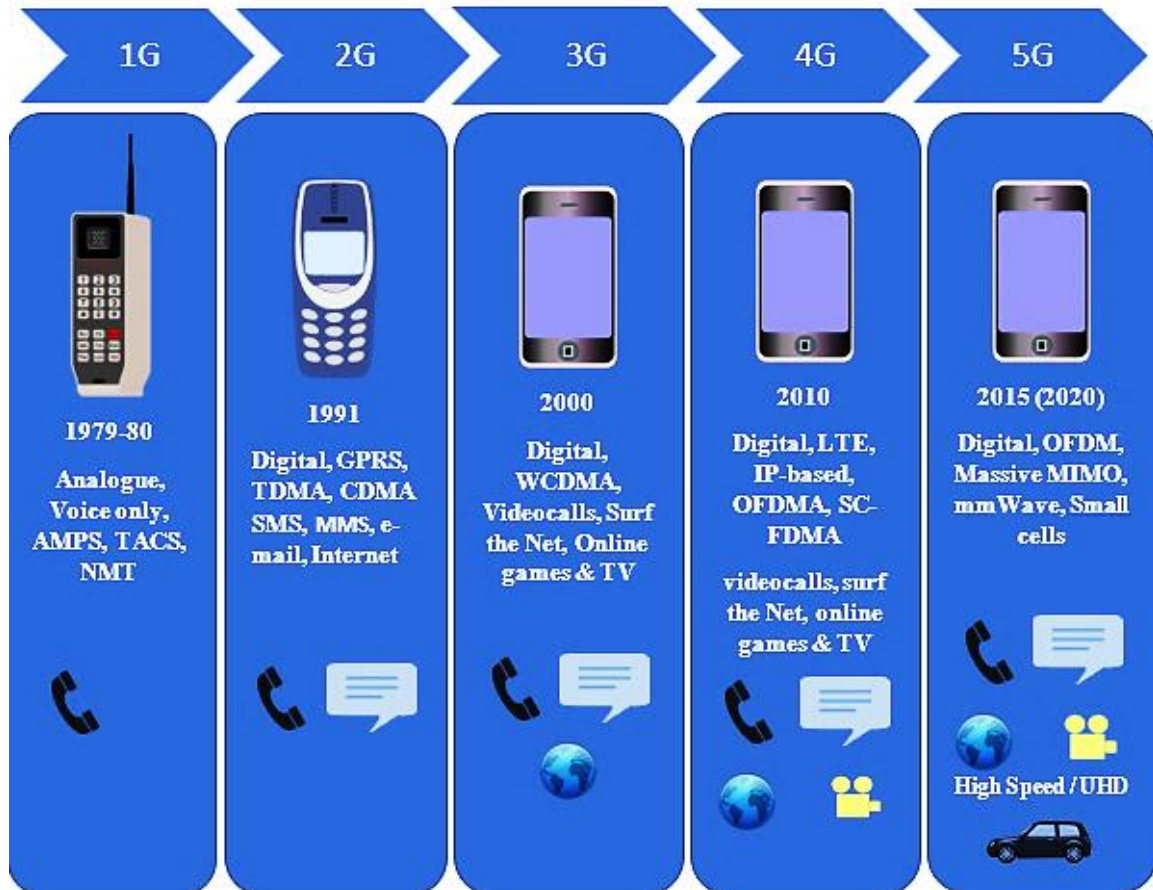 1G
2G
3G
4G
5G
1979-80
Analogue,
Voice only,
AMPS, TACS,
NMT
1991
Digital, GPRS,
TDMA, CDMA
SMS, MMS, e-
mail, Internet
2000
Digital,
WCDMA,
Videocalls, Surf
the Net, Online
games & TV
2010
Digital, LTE,
IP-based,
OFDMA, SC-
FDMA
videocalls, surf
the Net, online
games & TV
2015 (2020)
Digital, OFDM,
Massive MIMO,
mmWave, Small
cells
High Speed / UHD